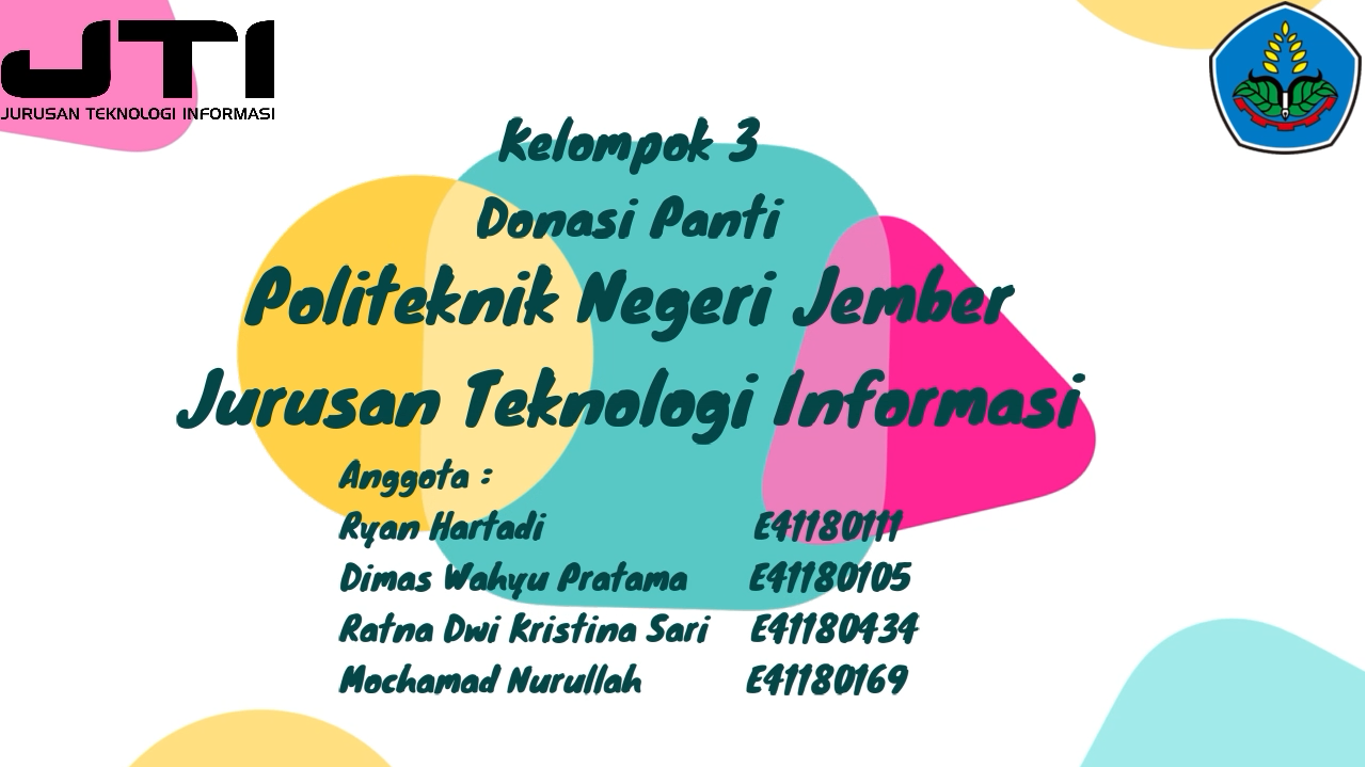 JTI
JURUSAN TEKNOLOGI INFORMASI
Kelompok 3
Donasi Panti
Politeknik Negeri Jember
Jurusan Teknologi Informasi
Anggota :
Ryan Hartadi E41180111
Dimas Wahyu Pratama E41180105
Ratna Dwi Kristina Sari E41180434
Mochamad Nurullah E41180169